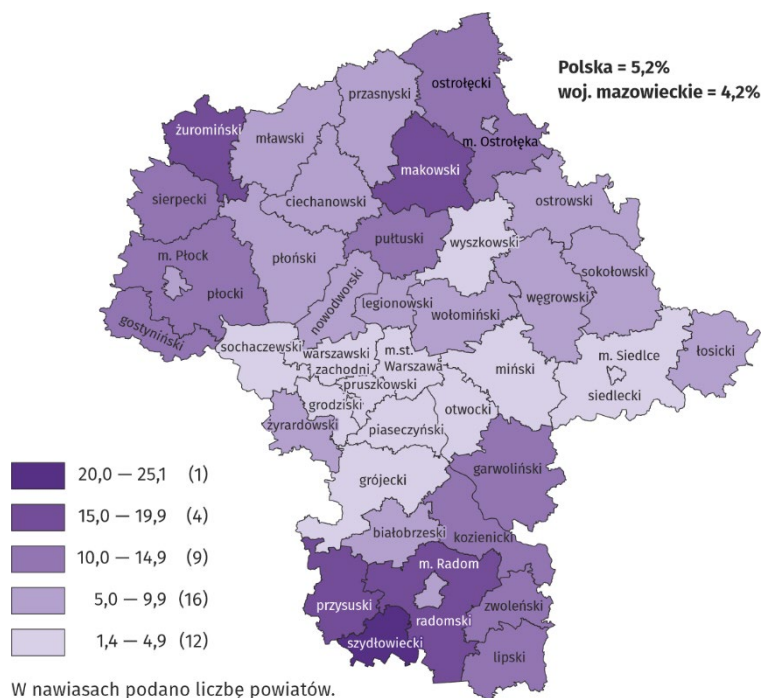 Polska = 5,2%
woj. mazowieckie = 4,2%
ostrołęcki
przasnyski
żuromiński
mławski
m. Ostrołęka
makowski
sierpecki
ciechanowski
ostrowski
pułtuski
wyszkowski
m. Płock
płoński
sokołowski
węgrowski
płocki
nowodworski
legionowski
wołomiński
gostyniński
sochaczewski
warszawski
zachodni
m.st.
Warszawa
miński
m. Siedlce
łosicki
pruszkowski
siedlecki
grodziski
otwocki
piaseczyński
żyrardowski
garwoliński
grójecki
białobrzeski
kozienicki
m. Radom
przysuski
zwoleński
radomski
szydłowiecki
lipski
20,0 — 25,1 (1)
15,0 — 19,9 (4)
10,0 — 14,9 (9)
5,0 — 9,9 (16)
1,4 — 4,9 (12)
W nawiasach podano liczbę powiatów.